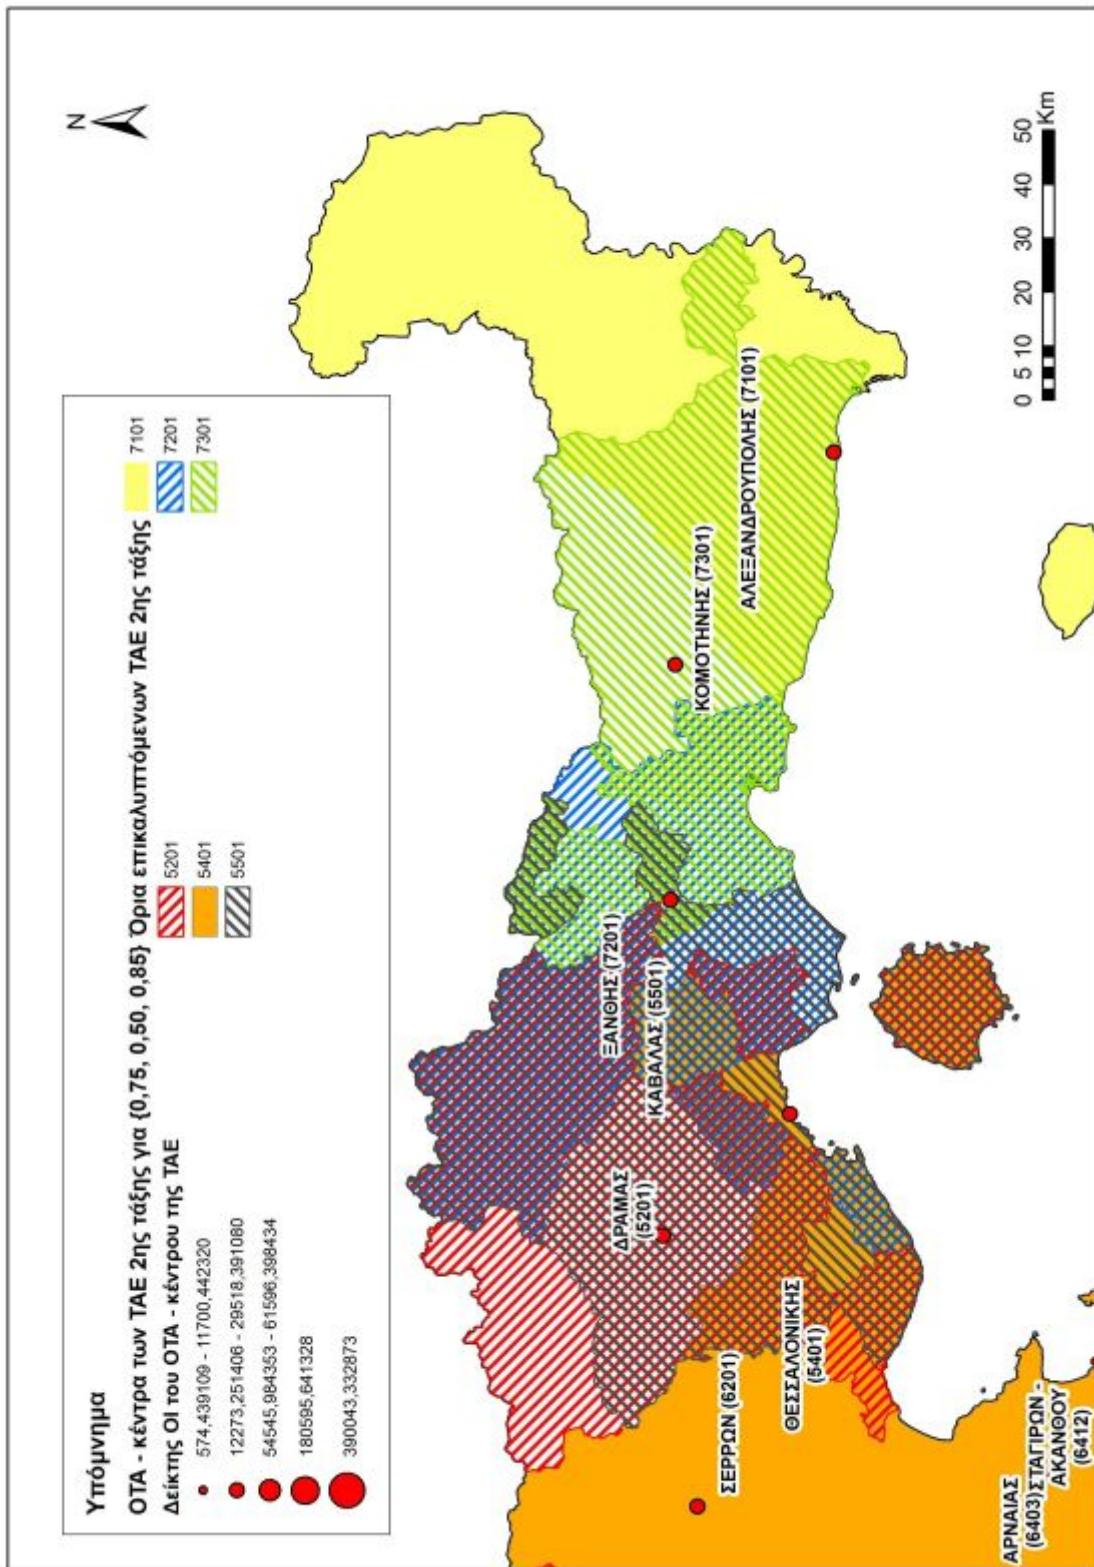 Υπόμνημα
ΟΤΑ - κέντρα των ΤΑΕ 2ης τάξης για {0,75, 0,50, 0,85} Όρια επικαλυπτόμενων ΤΑΕ 2ης τάξης
Δείκτης ΟΙ του ΟΤΑ - κέντρου της ΤΑΕ
574,439109 - 11700,442320
12273,251406 - 29518,391080
54545,984353 - 61596,398434
180595,641328
390043,332873
5201
5401
5501
7101
7201
7301
N
ΞΑΝΘΗΣ (7201)
ΚΑΒΑΛΑΣ (5501)
ΔΡΑΜΑΣ
(5201)
ΚΟΜΟΤΗΝΗΣ (7301)
ΑΛΕΞΑΝΔΡΟΥΠΟΛΗΣ (7101)
ΣΕΡΡΩΝ (6201)
ΘΕΣΣΑΛΟΝΙΚΗΣ
(5401)
ΑΡΝΑΙΑΣ
(6403)
ΣΤΑΓΙΡΩΝ -
ΑΚΑΝΘΟΥ
(6412)
0 5 10 20 30 40 50
Km